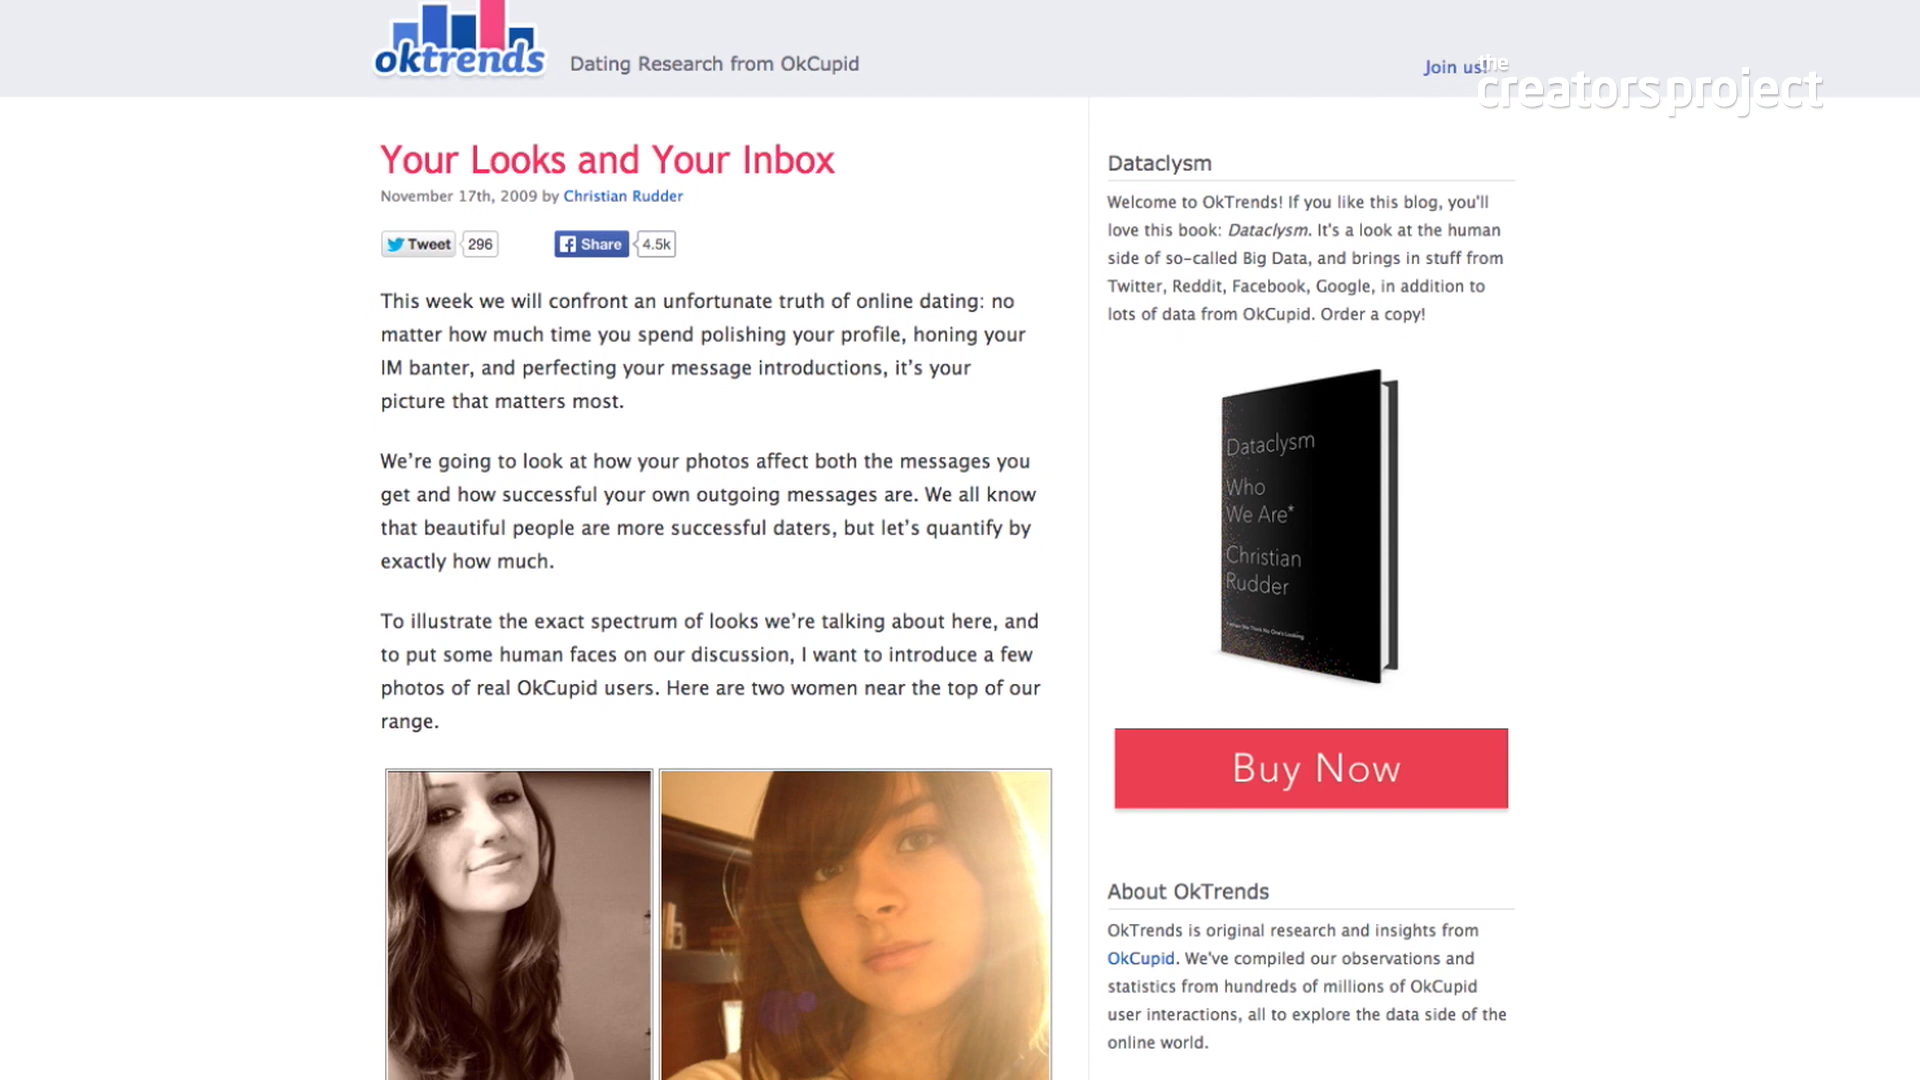 oktrends
Dating Research from OkCupid
Join us!
the
creatorsproject
Your Looks and Your Inbox
November 17th, 2009 by Christian Rudder
Tweet 296 Share 4.5k
This week we will confront an unfortunate truth of online dating: no
matter how much time you spend polishing your profile, honing your
IM banter, and perfecting your message introductions, it’s your
picture that matters most.
We’re going to look at how your photos affect both the messages you
get and how successful your own outgoing messages are. We all know
that beautiful people are more successful daters, but let’s quantify by
exactly how much.
To illustrate the exact spectrum of looks we’re talking about here, and
to put some human faces on our discussion, I want to introduce a few
photos of real OkCupid users. Here are two women near the top of our
range.
Dataclysm
Welcome to OkTrends! If you like this blog, you'll
love this book: Dataclysm. It's a look at the human
side of so-called Big Data, and brings in stuff from
Twitter, Reddit, Facebook, Google, in addition to
lots of data from OkCupid. Order a copy!
Dataclysm
Who
We Are*
Christian
Rudder
When We Think No One's Looking
Buy Now
About OkTrends
OkTrends is original research and insights from
OkCupid. We've compiled our observations and
statistics from hundreds of millions of OkCupid
user interactions, all to explore the data side of the
online world.